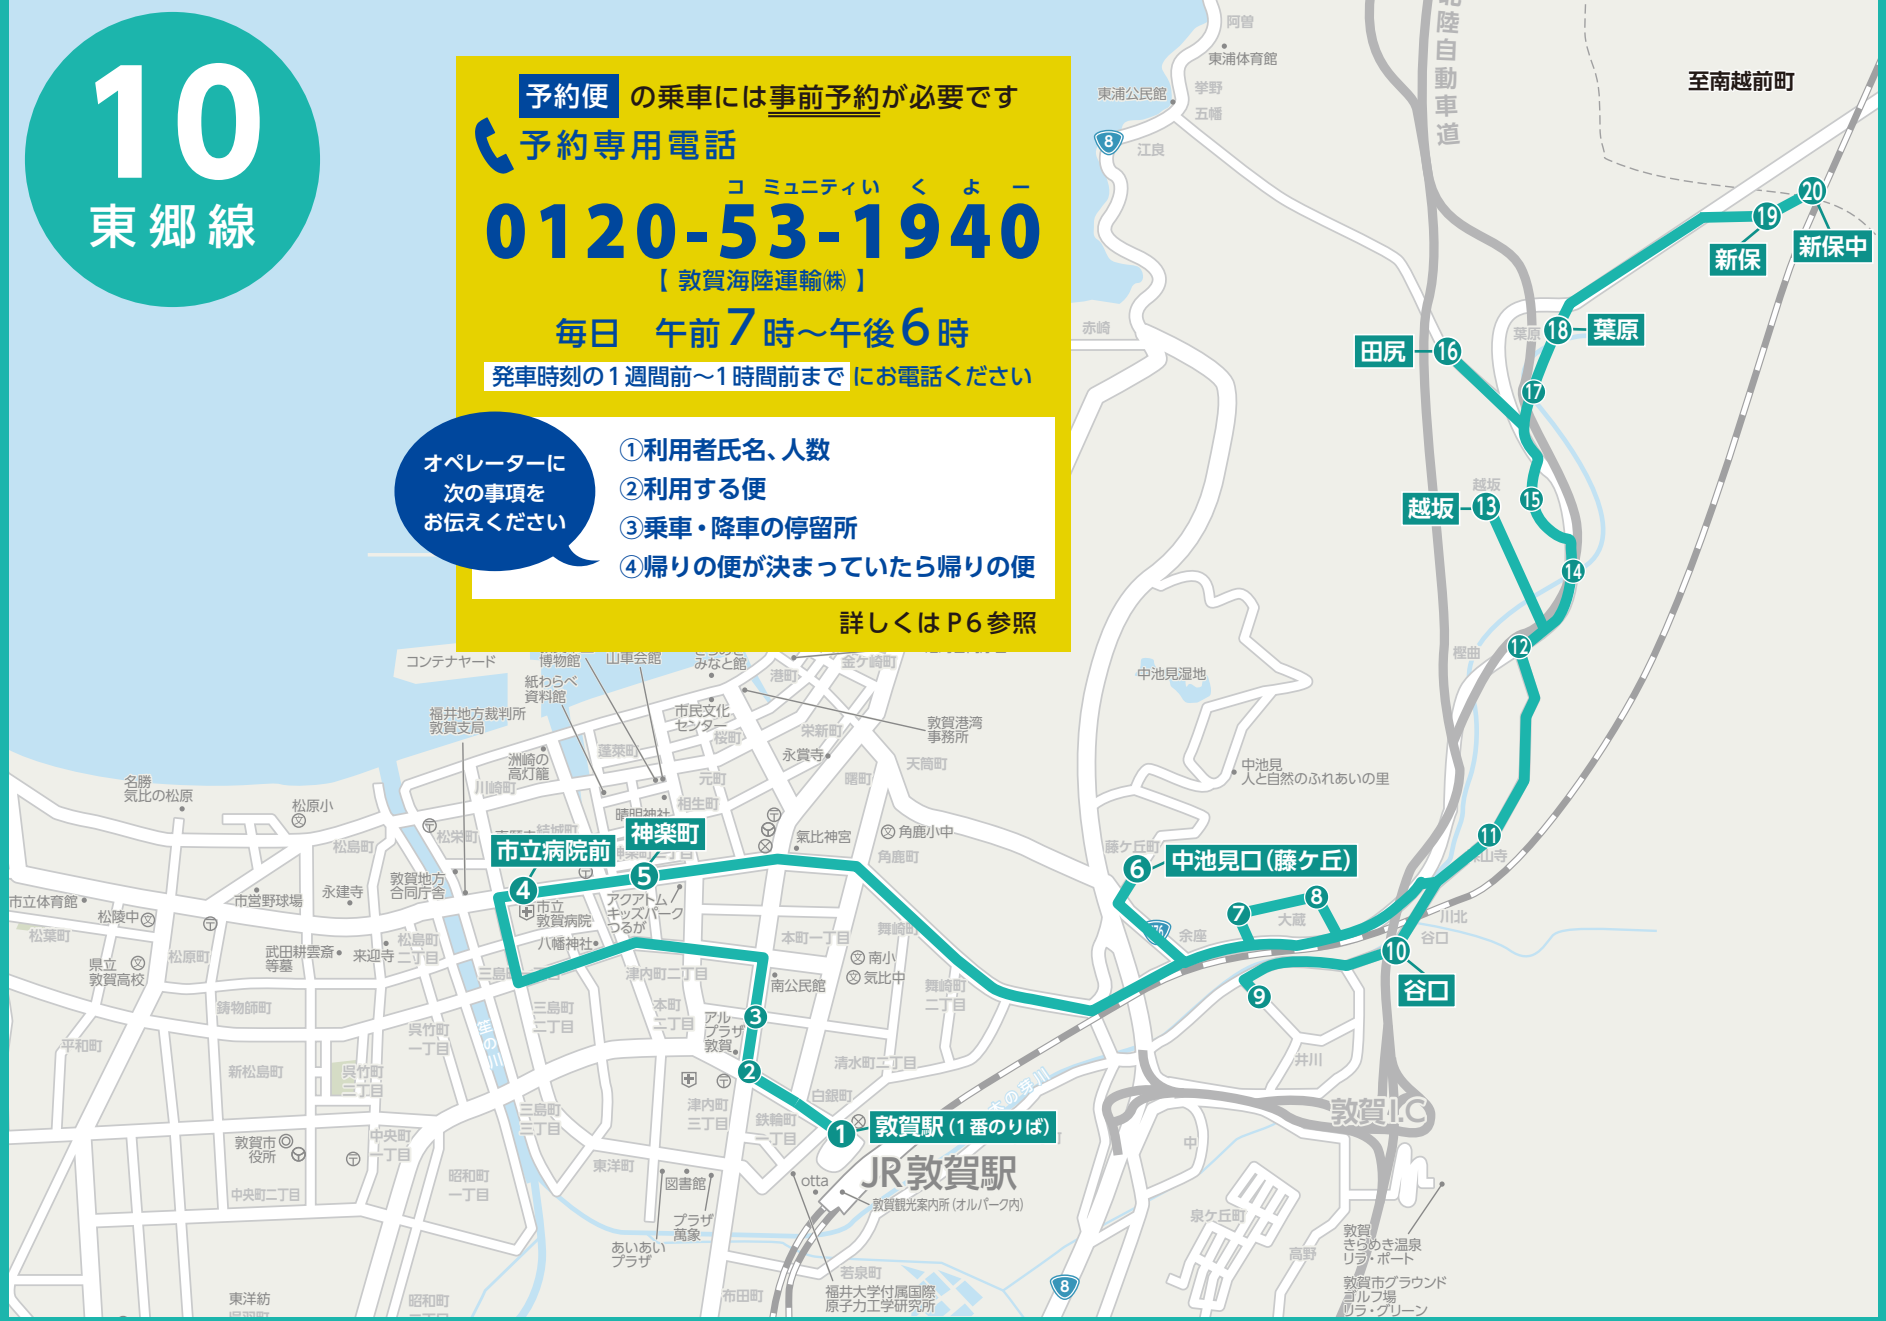 10
東郷線
予約便 の乗車には事前予約が必要です
予約専用電話
コミュニティいくよー
0120-53-1940
【 敦賀海陸運輸㈱ 】
毎日 午前7時～午後6時
発車時刻の1週間前～1時間前まで にお電話ください
オペレーターに
次の事項を
お伝えください
①利用者氏名、人数
②利用する便
③乗車・降車の停留所
④帰りの便が決まっていたら帰りの便
詳しくは P6参照
阿曽
東浦体育館
東浦公民館
挙野
五幡
8
江良
赤崎
陸自動車道
至南越前町
20
19
新保
新保中
葉原
18
葉原
田尻
16
17
越坂
越坂
13
15
14
12
樫曲
11
中池見湿地
中池見
人と自然のふれあいの里
コンテナヤード
博物館
山車会館
みなと館
金ケ崎町
港町
紙わらべ
資料館
福井地方裁判所
敦賀支局
市民文化
センター
桜町
栄新町
敦賀港湾
事務所
永賞寺
天筒町
曙町
洲崎の
高灯籠
蓬莱町
元町
川崎町
相生町
晴明神社
名勝
気比の松原
松原小
松島町
松栄町
結城町
市立病院前
神楽町
氣比神宮
角鹿小中
角鹿町
藤ケ丘町
6
中池見口(藤ケ丘)
4
5
市立
敦賀病院
アクアトム
キッズパーク
つるが
八幡神社
敦賀地方
合同庁舎
市立体育館
松陵中
市営野球場
永建寺
松葉町
県立
敦賀高校
松原町
武田耕雲斎
等墓
来迎寺
松島町
二丁目
津内町二丁目
本町一丁目
舞崎町
南小
気比中
南公民館
舞崎町
二丁目
7
8
大蔵
余座
76
川北
谷口
10
谷口
9
鋳物師町
呉竹町
一丁目
笙の川
三島町
二丁目
本町
二丁目
アル
プラザ
敦賀
3
2
清水町二丁目
白銀町
平和町
新松島町
呉竹町
二丁目
三島町
三丁目
津内町
三丁目
鉄輪町
一丁目
1
敦賀駅(1番のりば)
JR敦賀駅
敦賀観光案内所(オルパーク内)
井川
敦賀I.C
中
敦賀市
役所
中央町
一丁目
中央町二丁目
昭和町
一丁目
東洋町
図書館
otta
プラザ
萬象
あいあい
プラザ
泉ケ丘町
高野
敦賀
きらめき温泉
リラ・ポート
敦賀市グラウンド
ゴルフ場
リラ・グリーン
若泉町
福井大学付属国際
原子力工学研究所
布田町
8
東洋紡
昭和町